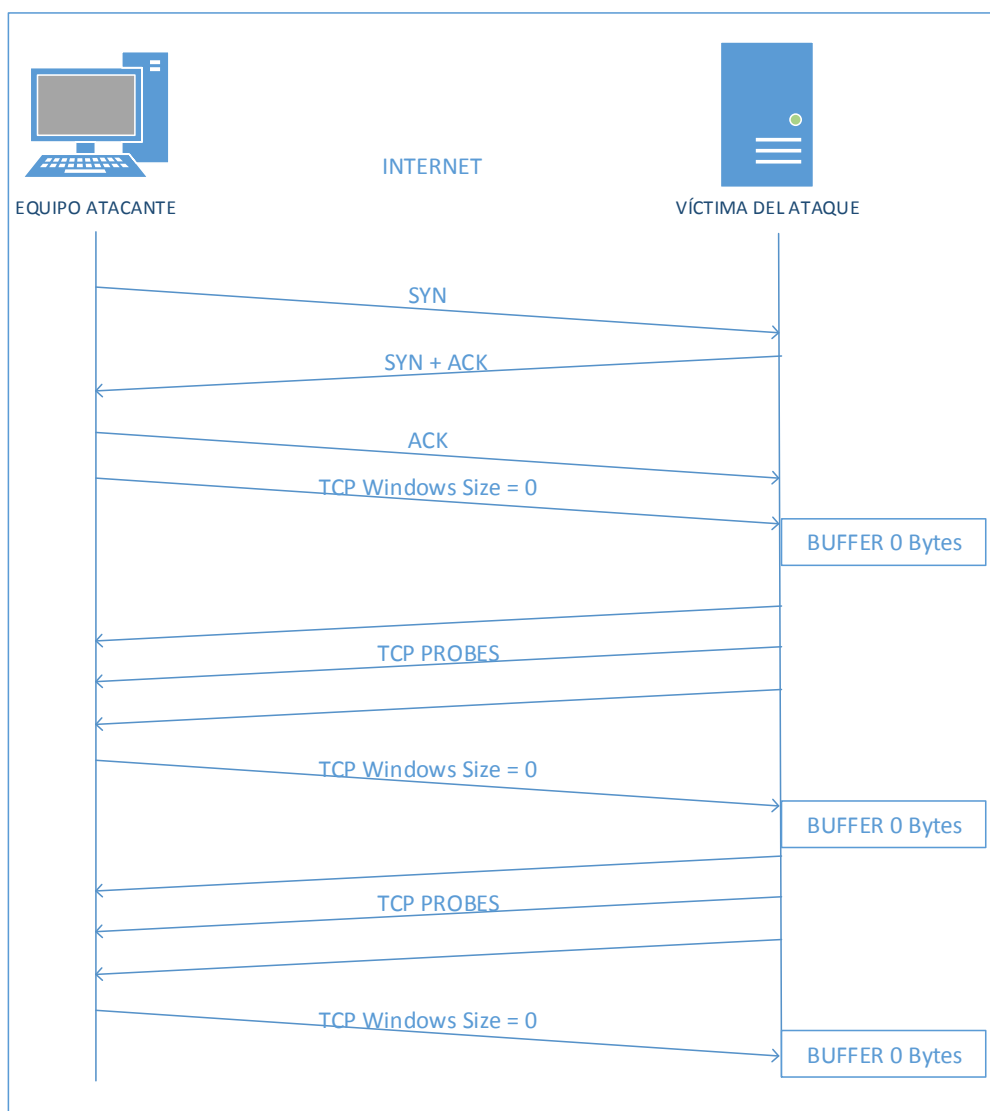 INTERNET
EQUIPO ATACANTE
VÍCTIMA DEL ATAQUE
SYN
SYN + ACK
ACK
TCP Windows Size = 0
BUFFER 0 Bytes
TCP PROBES
TCP Windows Size = 0
BUFFER 0 Bytes
TCP PROBES
TCP Windows Size = 0
BUFFER 0 Bytes